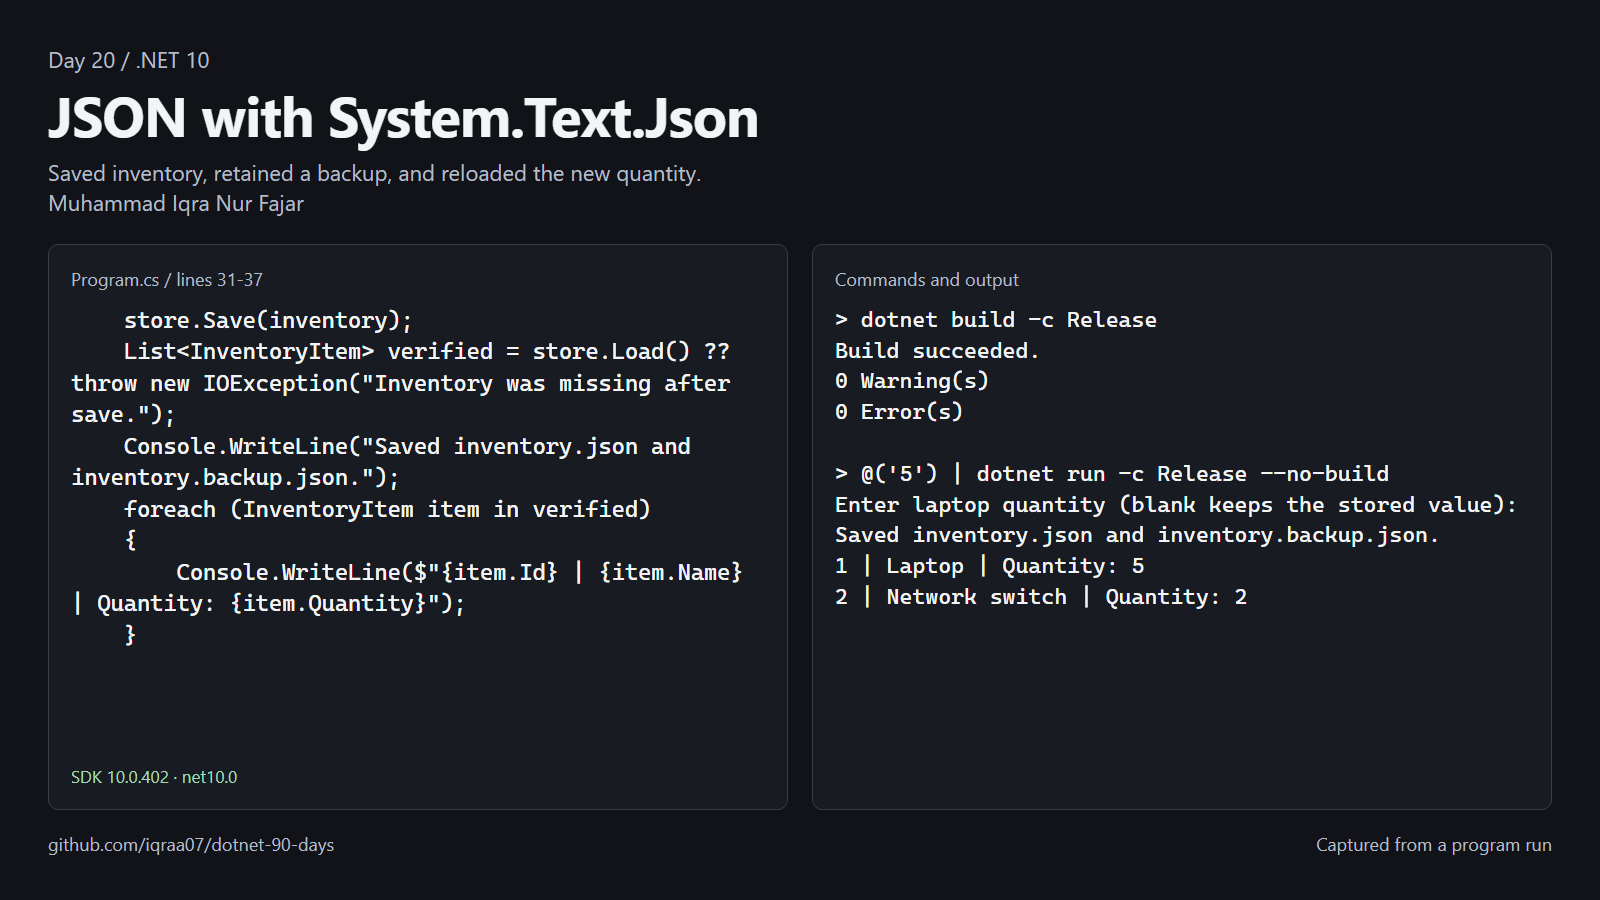 Day 20 / .NET 10
JSON with System.Text.Json
Saved inventory, retained a backup, and reloaded the new quantity.
Muhammad Iqra Nur Fajar
Program.cs / lines 31-37
    store.Save(inventory);
    List<InventoryItem> verified = store.Load() ??
throw new IOException("Inventory was missing after
save.");
    Console.WriteLine("Saved inventory.json and
inventory.backup.json.");
    foreach (InventoryItem item in verified)
    {
        Console.WriteLine($"{item.Id} | {item.Name}
| Quantity: {item.Quantity}");
    }
SDK 10.0.402 · net10.0
Commands and output
> dotnet build -c Release
Build succeeded.
0 Warning(s)
0 Error(s)
> @('5') | dotnet run -c Release --no-build
Enter laptop quantity (blank keeps the stored value):
Saved inventory.json and inventory.backup.json.
1 | Laptop | Quantity: 5
2 | Network switch | Quantity: 2
github.com/iqraa07/dotnet-90-days
Captured from a program run